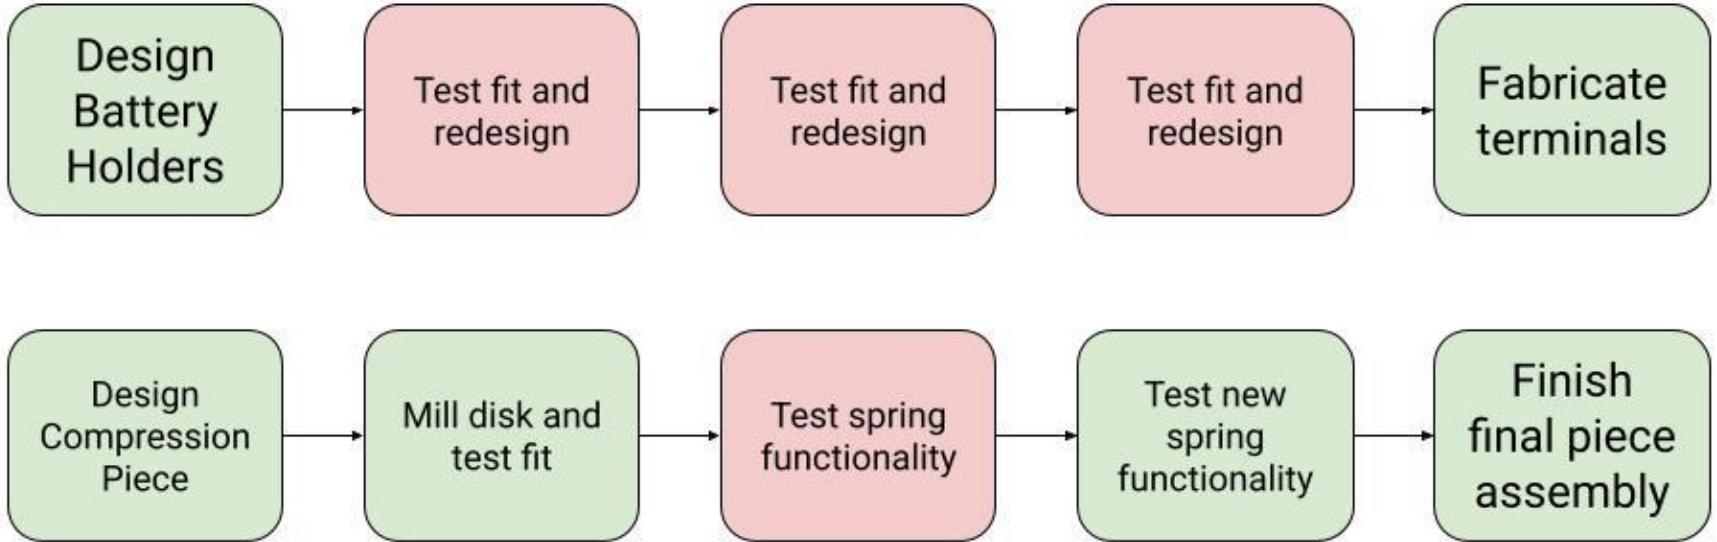 Design
Battery
Holders
Test fit and
redesign
Test fit and
redesign
Test fit and
redesign
Fabricate
terminals
Design
Compression
Piece
Mill disk and
test fit
Test spring
functionality
Test new
spring
functionality
Finish
final piece
assembly